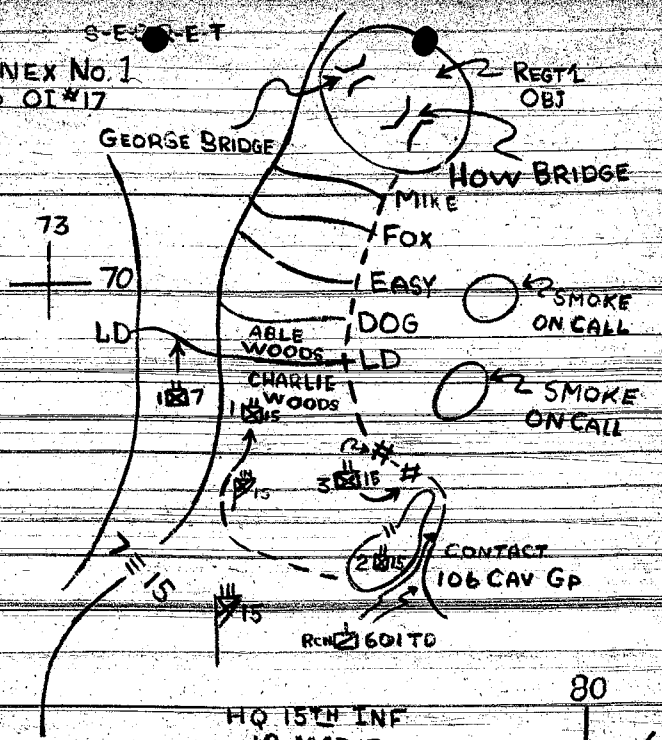 S-E-C-R-E-T
NEX No. 1
OI #17
REGT'L
OBJ
GEORGE BRIDGE
HOW BRIDGE
MIKE
FOX
73
70
EASY
SMOKE
ON CALL
DOG
LD
ABLE
WOODS
LD
CHARLIE
WOODS
1 7
1 15
SMOKE
ON CALL
15
3 15
2 15
CONTACT
106 CAV GP
7 15
15
RCN 601 TD
80
HQ 15TH INF